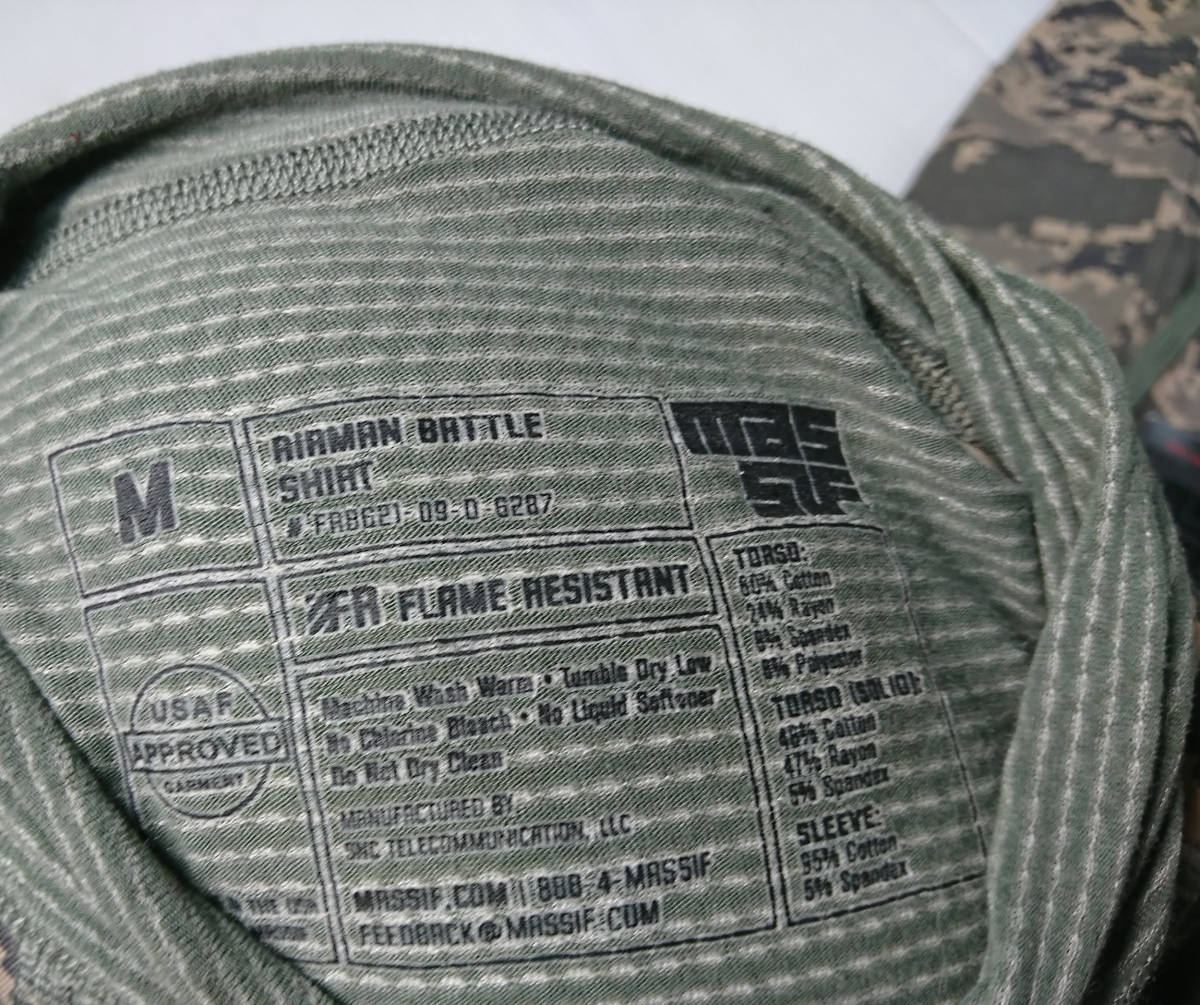 M
AIRMAN BATTLE
SHIRT
#:FA8621-09-D-6287
MAS
SIF
FR FLAME RESISTANT
USAF
APPROVED
GARMENT
Machine Wash Warm • Tumble Dry Low
No Chlorine Bleach • No Liquid Softener
Do Not Dry Clean
MANUFACTURED BY:
TELECOMMUNICATION, LLC
MASSIF.COM || 888-4-MASSIF
FEEDBACK@MASSIF.COM
IN THE USA
TORSO:
60% Cotton
24% Rayon
8% Spandex
8% Polyester
TORSO (SOLID):
48% Cotton
47% Rayon
5% Spandex
SLEEVE:
95% Cotton
5% Spandex